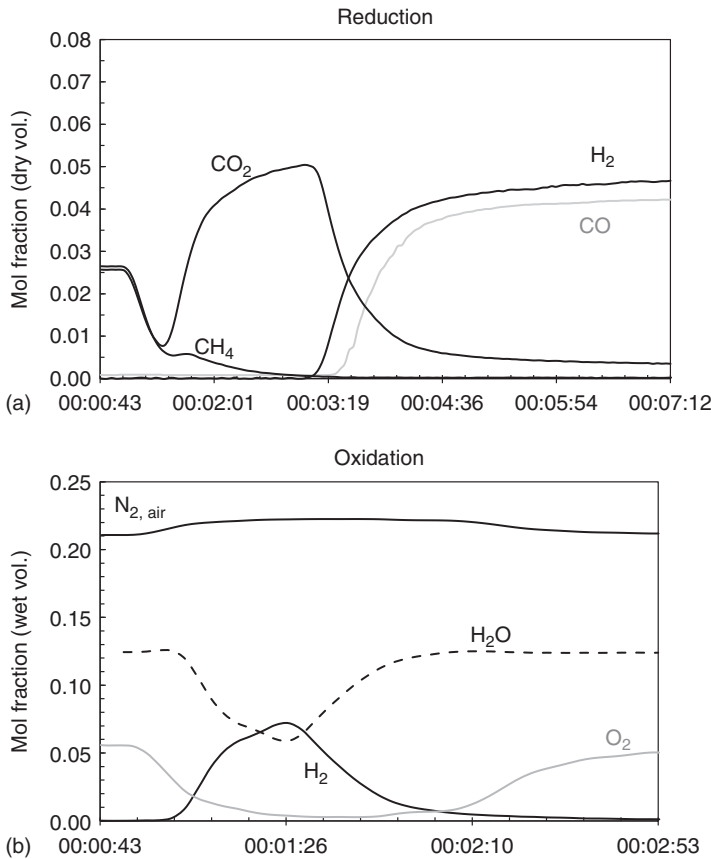 Reduction
Mol fraction (dry vol.)
0.08
0.07
0.06
0.05
0.04
0.03
0.02
0.01
0.00
CO2
CH4
H2
CO
(a)
00:00:43 00:02:01 00:03:19 00:04:36 00:05:54 00:07:12
Oxidation
Mol fraction (wet vol.)
0.25
0.20
0.15
0.10
0.05
0.00
N2, air
H2O
H2
O2
(b)
00:00:43 00:01:26 00:02:10 00:02:53